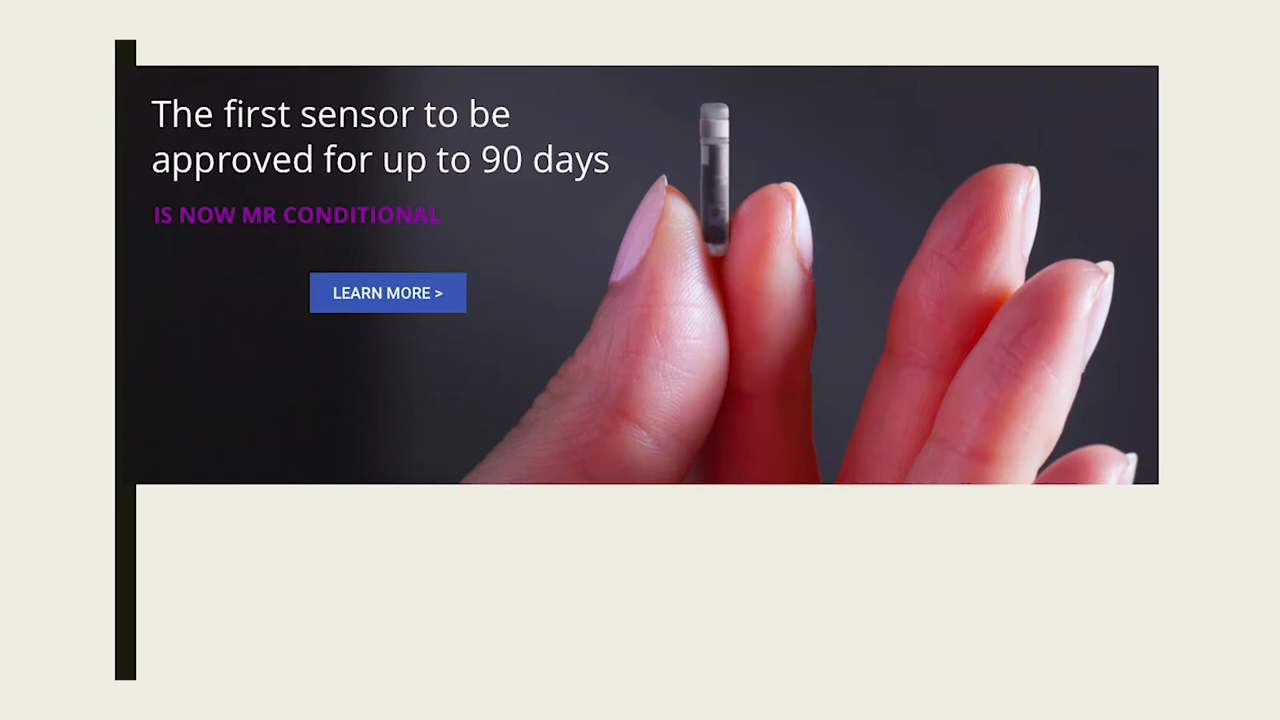 The first sensor to be
approved for up to 90 days
IS NOW MR CONDITIONAL
LEARN MORE >